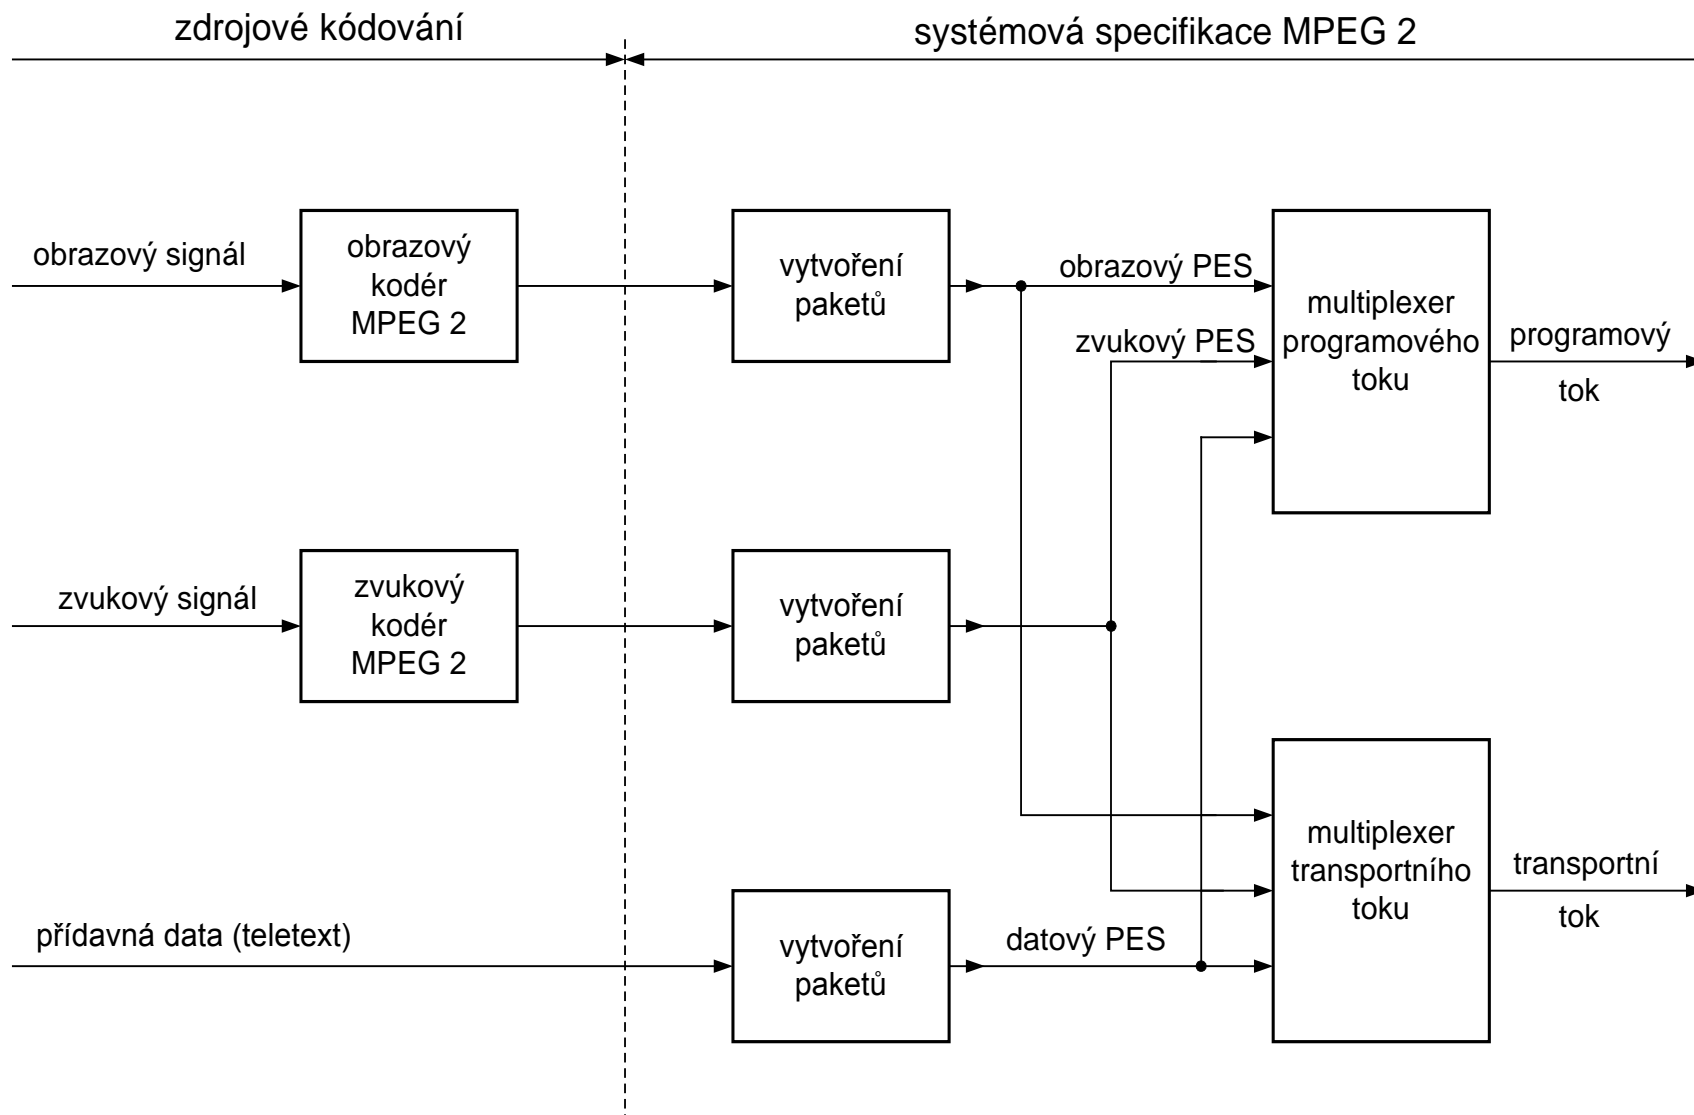 zdrojové kódování
systémová specifikace MPEG 2
obrazový signál
obrazový
kodér
MPEG 2
vytvoření
paketů
obrazový PES
zvukový PES
multiplexer
programového
toku
programový
tok
zvukový signál
zvukový
kodér
MPEG 2
vytvoření
paketů
přídavná data (teletext)
vytvoření
paketů
datový PES
multiplexer
transportního
toku
transportní
tok